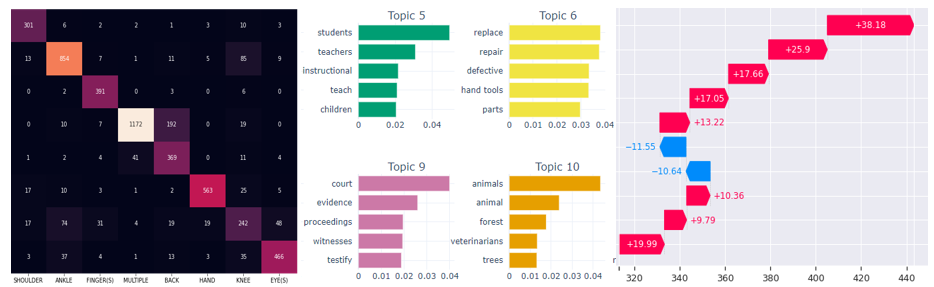 301 6 2 2 1 3 10 3
13 854 7 1 11 5 85 9
0 2 391 0 3 0 6 0
0 10 7 1172 192 0 19 0
1 2 4 41 369 0 11 4
17 10 3 1 2 563 25 5
17 74 31 4 19 19 242 48
3 37 4 1 13 3 35 466
SHOULDER ANKLE FINGER(S) MULTIPLE BACK HAND KNEE EYE(S)
Topic 5
students
teachers
instructional
teach
children
0 0.02 0.04
Topic 6
replace
repair
defective
hand tools
parts
0 0.01 0.02 0.03 0.04
Topic 9
court
evidence
proceedings
witnesses
testify
0 0.01 0.02 0.03 0.04
Topic 10
animals
animal
forest
veterinarians
trees
0 0.01 0.02 0.03 0.04
+38.18
+25.9
+17.66
+17.05
+13.22
−11.55
−10.64
+10.36
+9.79
+19.99
320 340 360 380 400 420 440